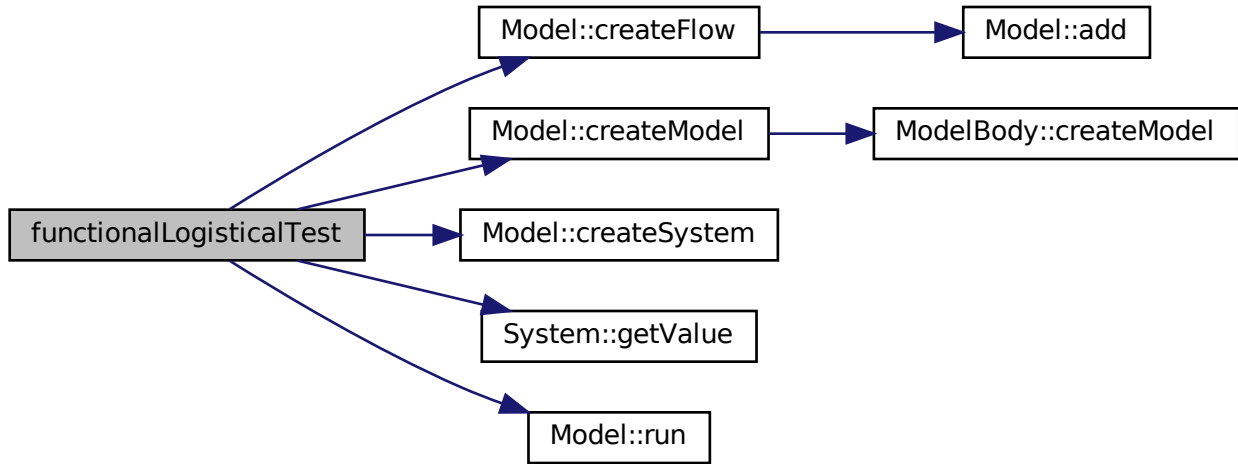 Model::createFlow
Model::add
Model::createModel
ModelBody::createModel
functionalLogisticalTest
Model::createSystem
System::getValue
Model::run